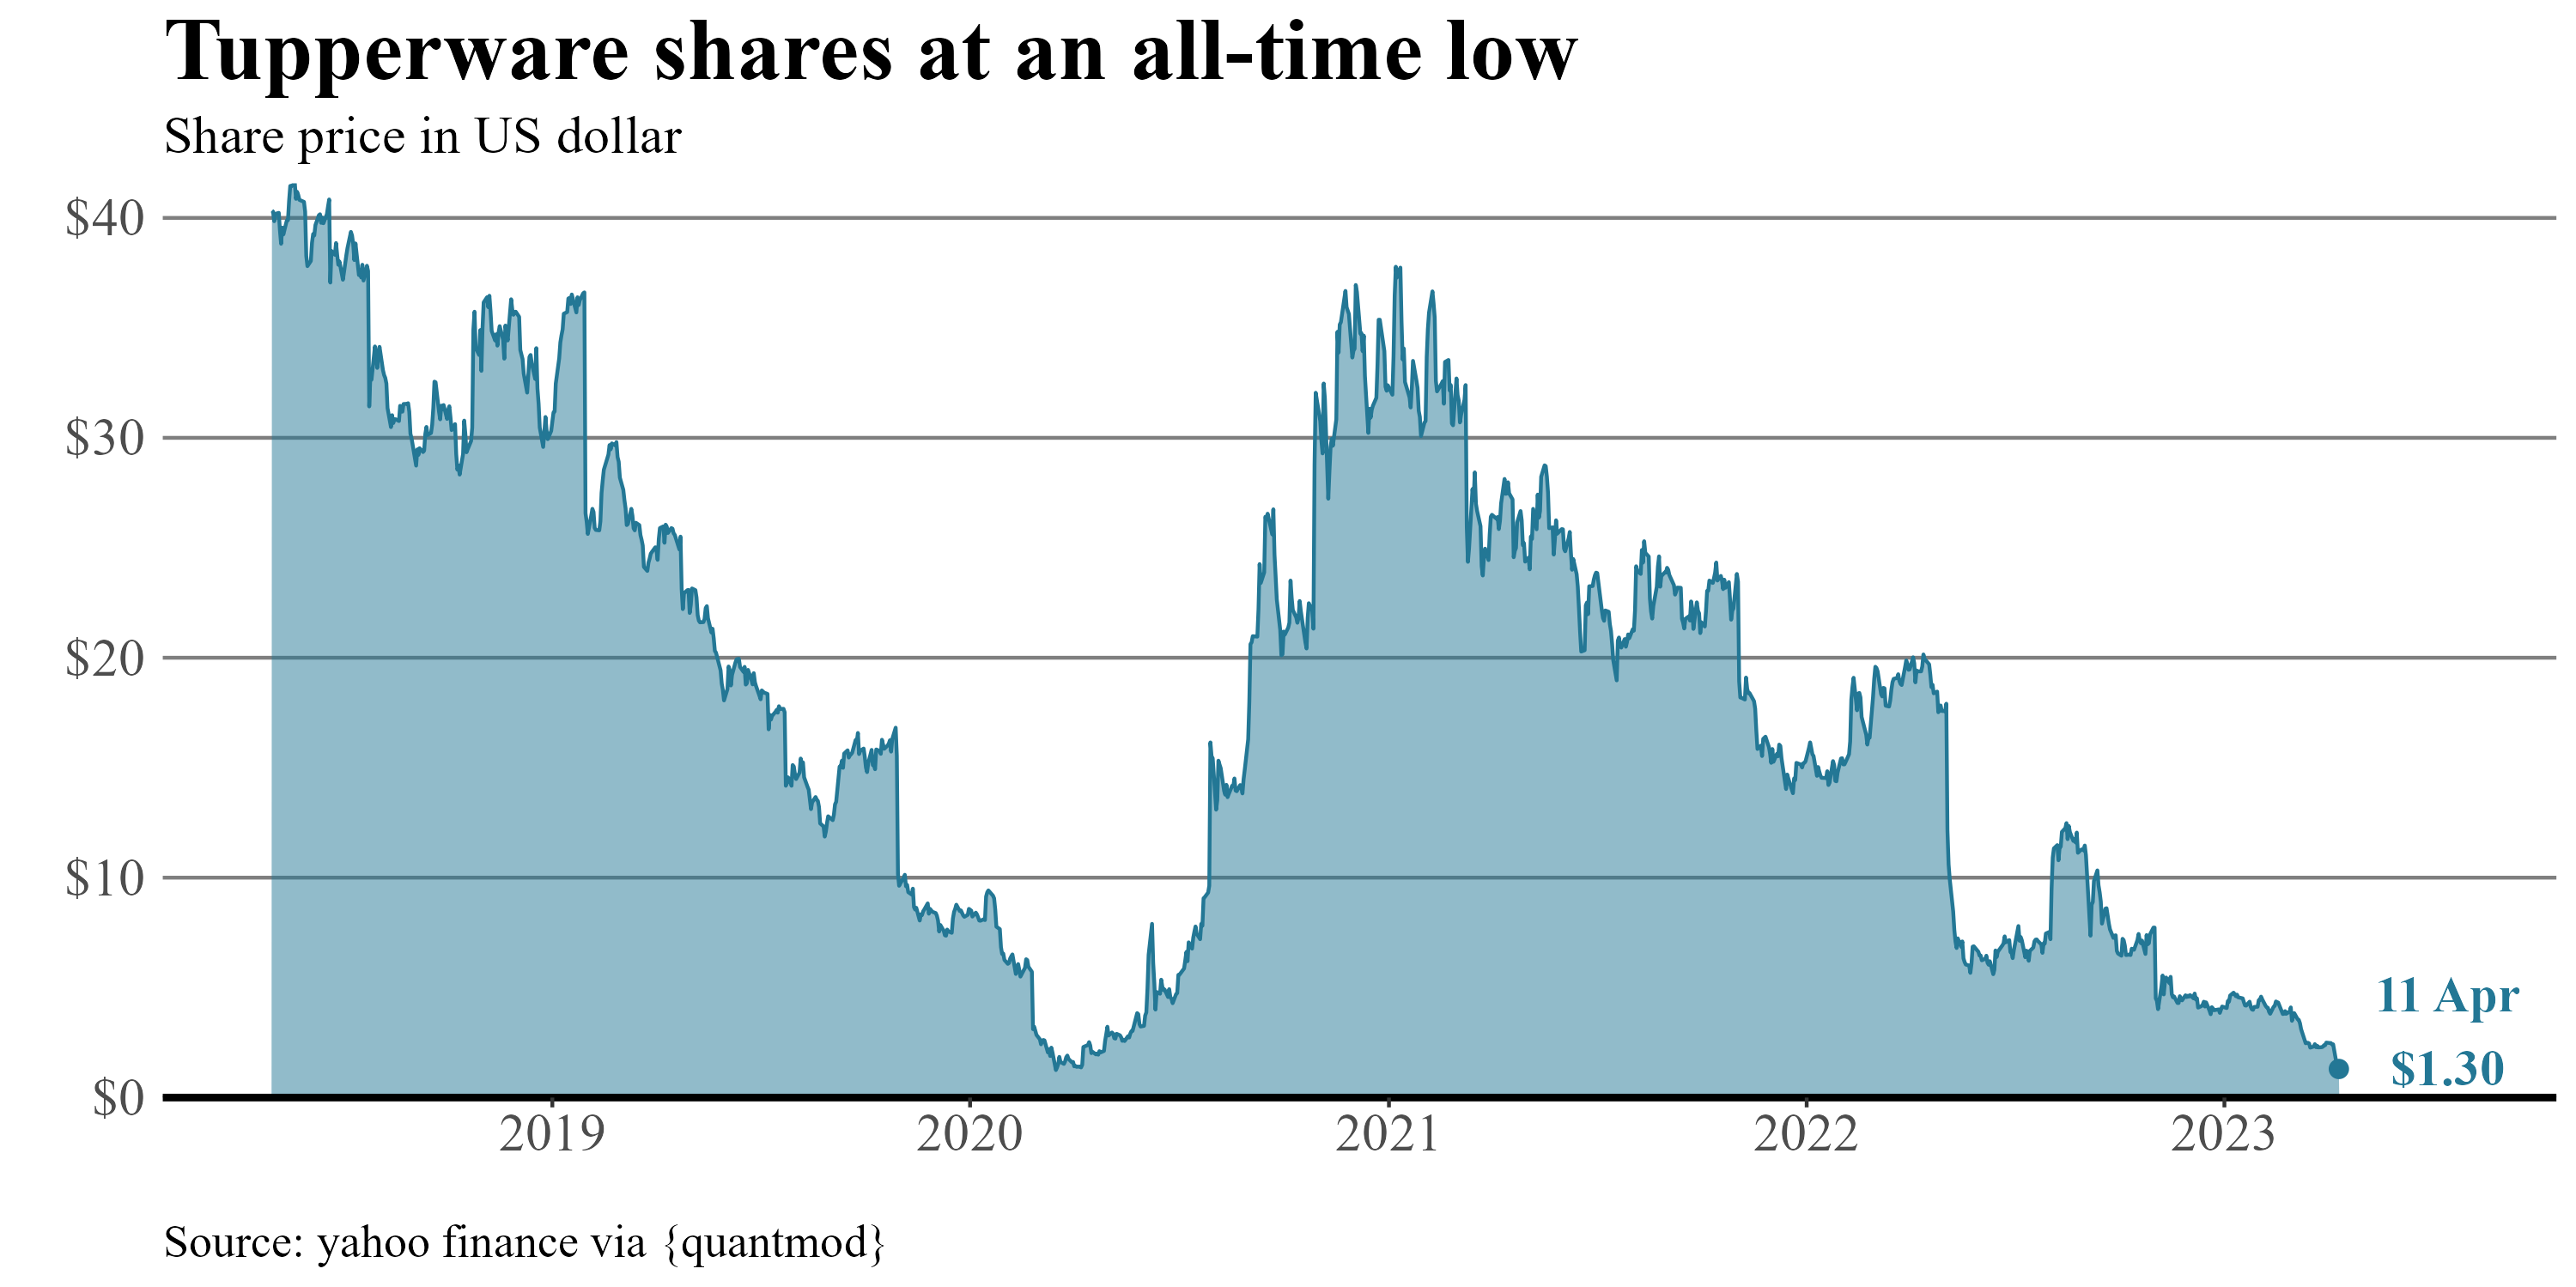 Tupperware shares at an all-time low
Share price in US dollar
$40
$30
$20
$10
$0
11 Apr
$1.30
2019 2020 2021 2022 2023
Source: yahoo finance via {quantmod}